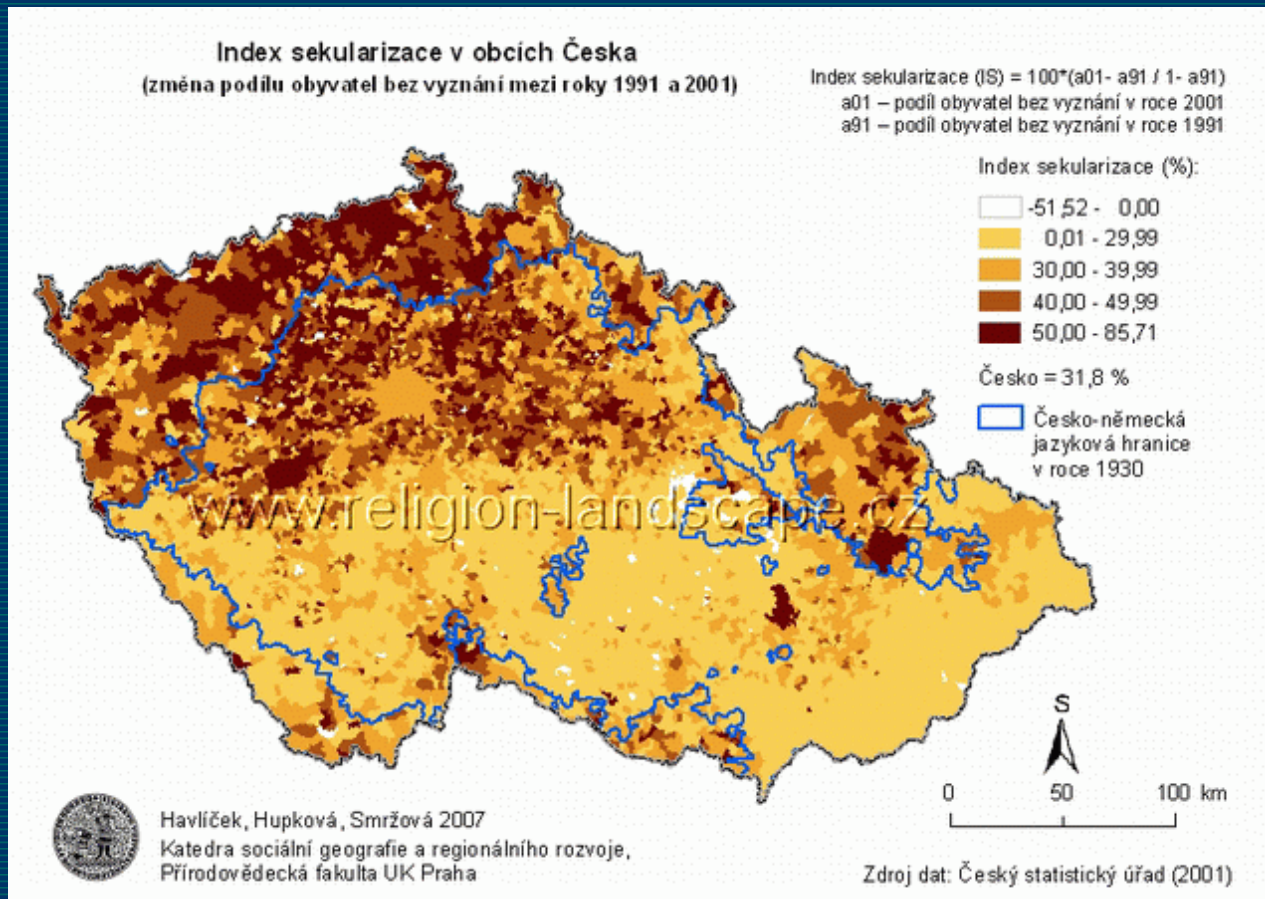 Index sekularizace v obcích Česka
(změna podílu obyvatel bez vyznání mezi roky 1991 a 2001)
Index sekularizace (IS) = 100*(a01- a91 / 1- a91)
a01 – podíl obyvatel bez vyznání v roce 2001
a91 – podíl obyvatel bez vyznání v roce 1991
Index sekularizace (%):
-51,52 - 0,00
0,01 - 29,99
30,00 - 39,99
40,00 - 49,99
50,00 - 85,71
Česko = 31,8 %
Česko-německá
jazyková hranice
v roce 1930
www.religion-landscape.cz
S
0 50 100 km
Havlíček, Hupková, Smržová 2007
Katedra sociální geografie a regionálního rozvoje,
Přírodovědecká fakulta UK Praha
Zdroj dat: Český statistický úřad (2001)